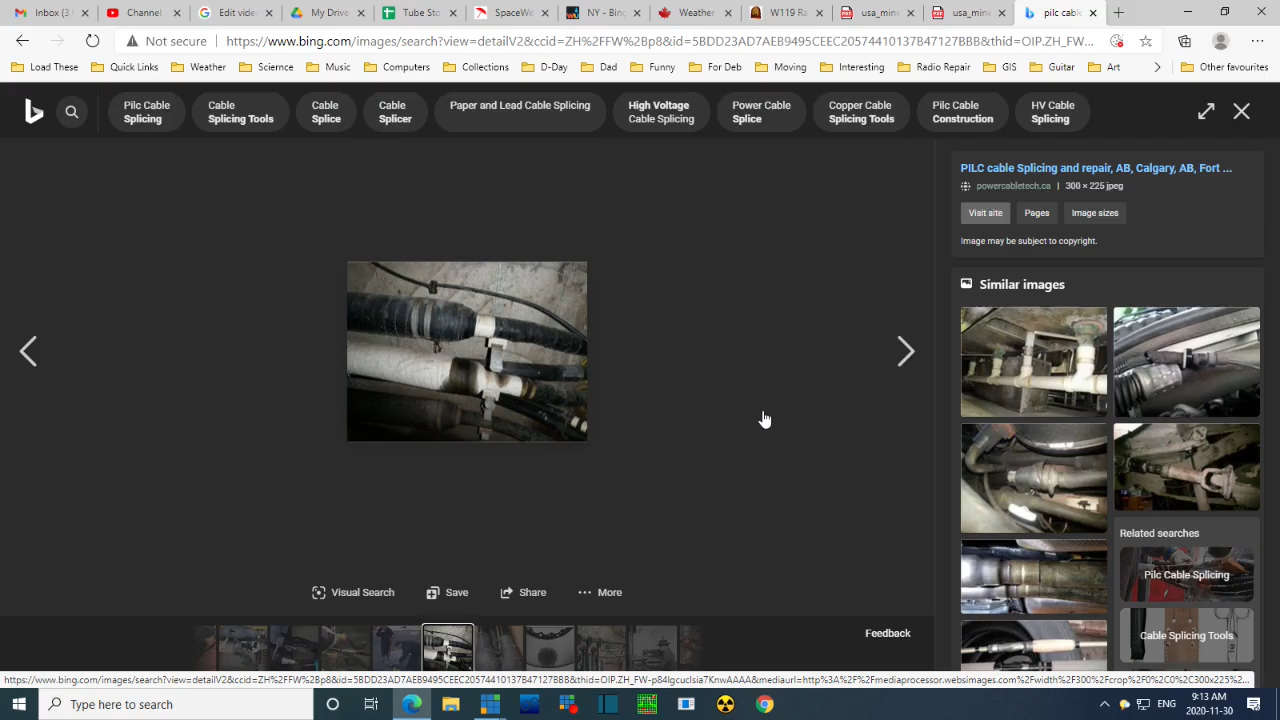 Inbox (3,
Channel
Edit video
My Drive
Tube Sto
SpaceWe
NY - Bing
Weather
W119 Ra
usa_mine
usa_mine
pilc cable
Not secure | https://www.bing.com/images/search?view=detailV2&ccid=ZH%2FFW%2Bp8&id=5BDD23AD7AEB9495CEEC20574410137B47127BBB&thid=OIP.ZH_FW...
Load These
Quick Links
Weather
Science
Music
Computers
Collections
D-Day
Dad
Funny
For Deb
Moving
Interesting
Radio Repair
GIS
Guitar
Art
Other favourites
Pilc Cable
Splicing
Cable
Splicing Tools
Cable
Splice
Cable
Splicer
Paper and Lead Cable Splicing
High Voltage
Cable Splicing
Power Cable
Splice
Copper Cable
Splicing Tools
Pilc Cable
Construction
HV Cable
Splicing
PILC cable Splicing and repair, AB, Calgary, AB, Fort ...
powercabletech.ca | 300 × 225 jpeg
Visit site
Pages
Image sizes
Image may be subject to copyright.
Similar images
Related searches
Pilc Cable Splicing
Cable Splicing Tools
Visual Search
Save
Share
More
Feedback
https://www.bing.com/images/search?view=detailV2&ccid=ZH%2FFW%2Bp8&id=5BDD23AD7AEB9495CEEC20574410137B47127BBB&thid=OIP.ZH_FW-p84lgcucIsia7KnwAAAA&mediaurl=http%3A%2F%2Fmediaprocessor.websimages.com%2Fwidth%2F300%2Fcrop%2F0%2C0%2C300x225%2...
Type here to search
ENG
9:13 AM
2020-11-30